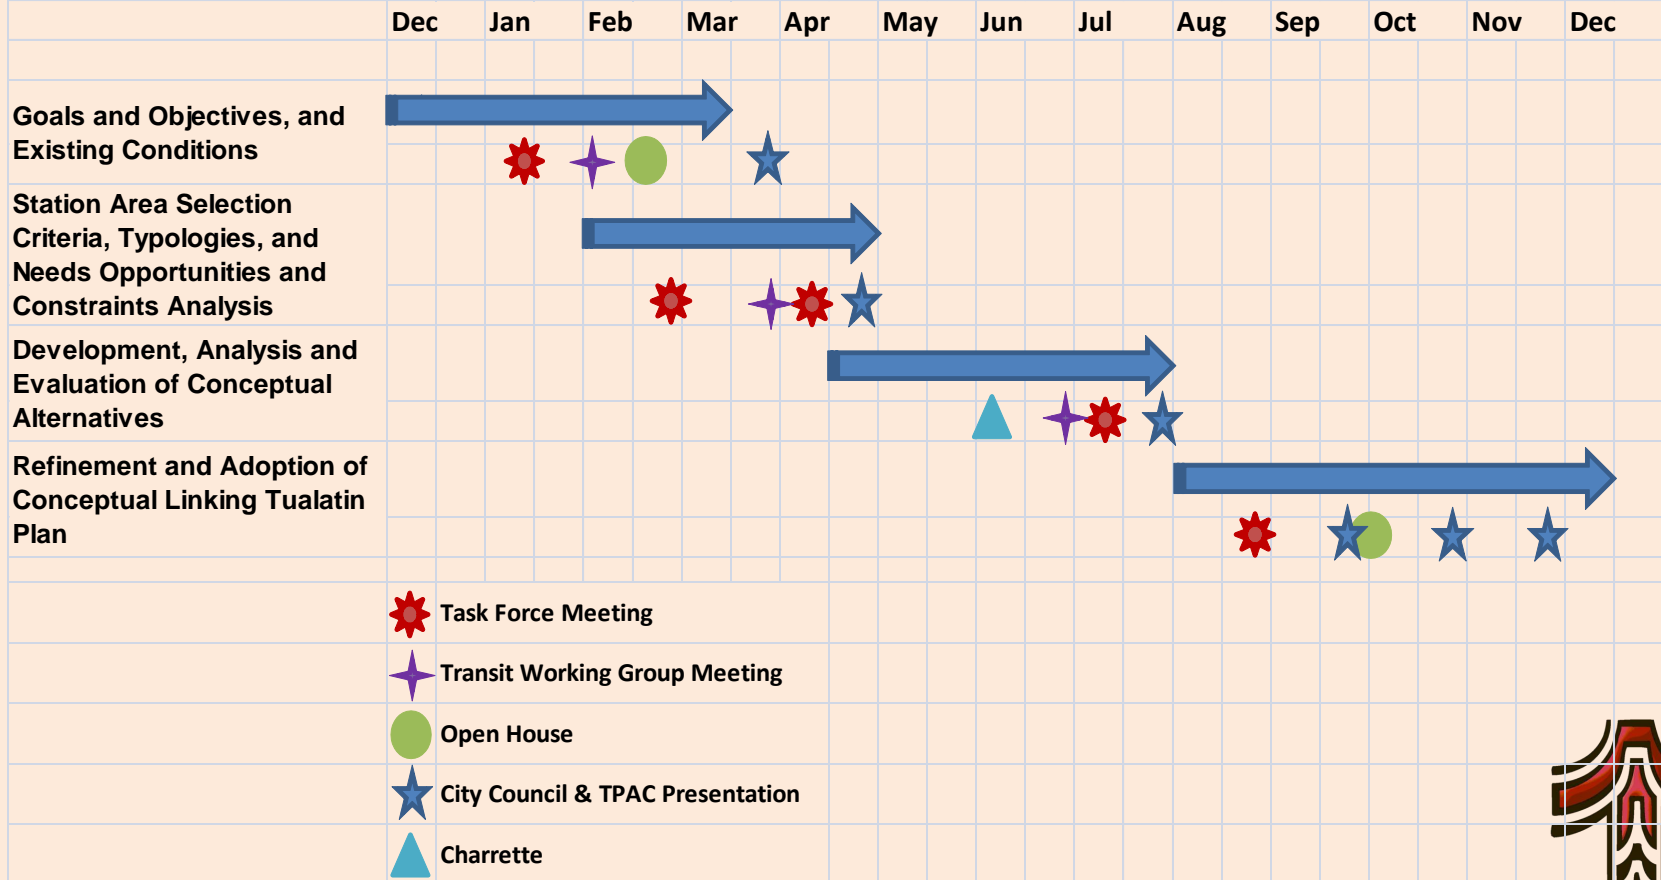 Dec Jan Feb Mar Apr May Jun Jul Aug Sep Oct Nov Dec
Goals and Objectives, and
Existing Conditions
Station Area Selection
Criteria, Typologies, and
Needs Opportunities and
Constraints Analysis
Development, Analysis and
Evaluation of Conceptual
Alternatives
Refinement and Adoption of
Conceptual Linking Tualatin
Plan
Task Force Meeting
Transit Working Group Meeting
Open House
City Council & TPAC Presentation
Charrette